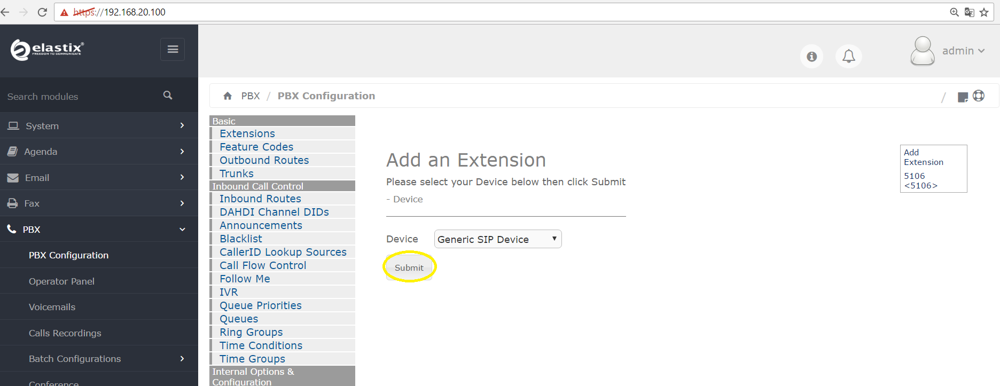 https://192.168.20.100
elastix®
FREEDOM TO COMMUNICATE
admin
Search modules
System
Agenda
Email
Fax
PBX
PBX Configuration
Operator Panel
Voicemails
Calls Recordings
Batch Configurations
Conference
PBX / PBX Configuration
/
Basic
Extensions
Feature Codes
Outbound Routes
Trunks
Inbound Call Control
Inbound Routes
DAHDI Channel DIDs
Announcements
Blacklist
CallerID Lookup Sources
Call Flow Control
Follow Me
IVR
Queue Priorities
Queues
Ring Groups
Time Conditions
Time Groups
Internal Options &
Configuration
Add an Extension
Please select your Device below then click Submit
- Device
Device Generic SIP Device
Submit
Add
Extension
5106
<5106>